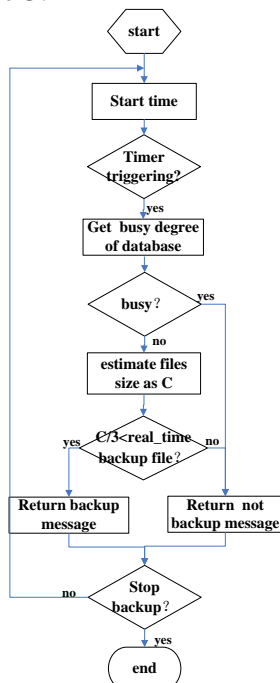 start
Start time
Timer
triggering?
yes
Get busy degree
of database
busy?
yes
no
estimate files
size as C
C/3<real_time
backup file?
yes
no
Return backup
message
Return not
backup message
Stop
backup?
no
yes
end